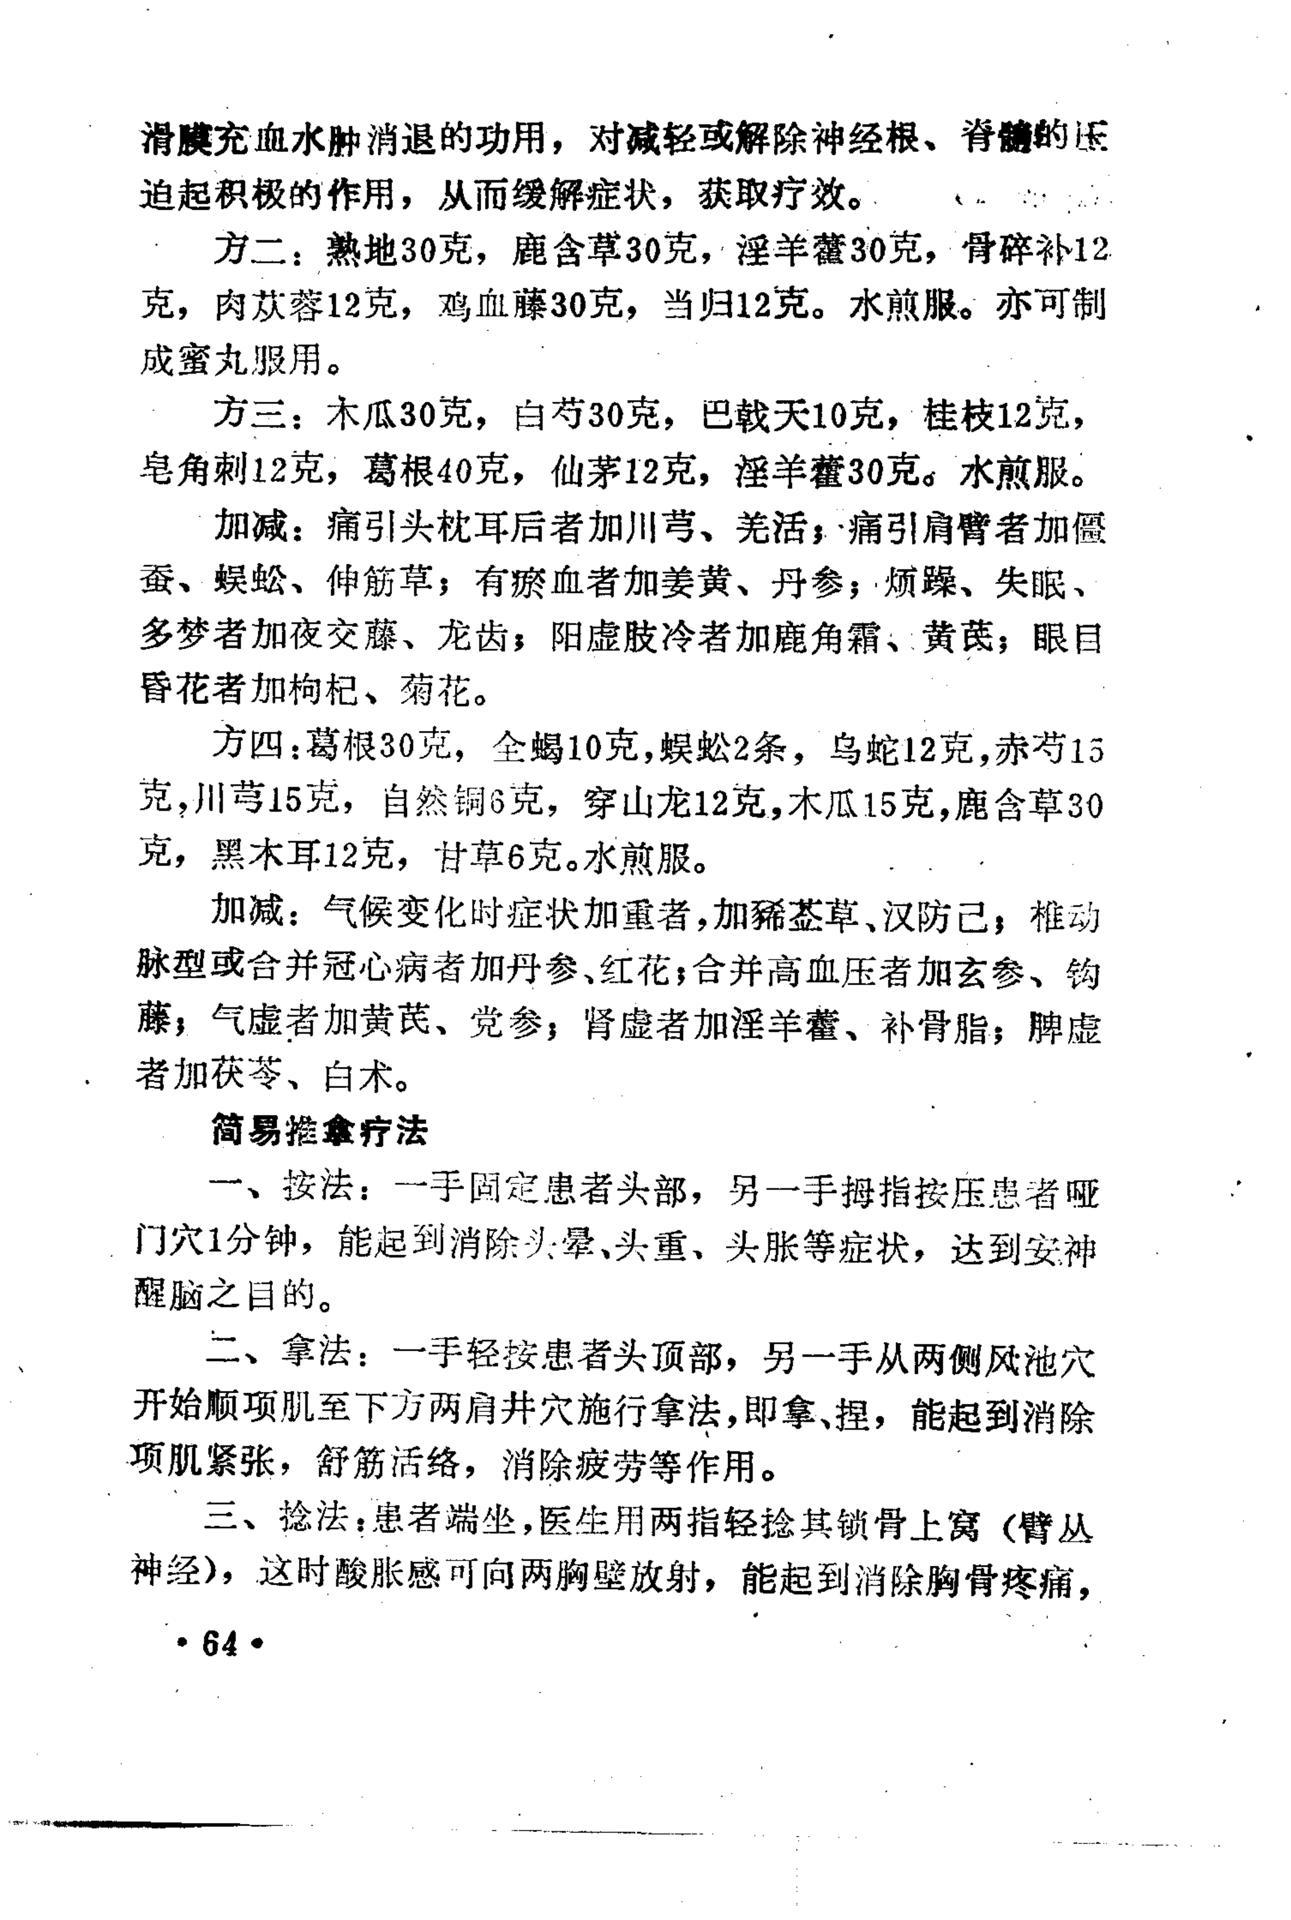 滑膜充血水肿消退的功用，对减轻或解除神经根、脊髓的压
迫起积极的作用，从而缓解症状，获取疗效。
方二：熟地30克，鹿含草30克，淫羊藿30克，骨碎补12
克，肉苁蓉12克，鸡血藤30克，当归12克。水煎服。亦可制
成蜜丸服用。
方三：木瓜30克，白芍30克，巴戟天10克，桂枝12克，
皂角刺12克，葛根40克，仙茅12克，淫羊藿30克。水煎服。
加减：痛引头枕耳后者加川芎、羌活；痛引肩臂者加僵
蚕、蜈蚣、伸筋草；有瘀血者加姜黄、丹参；烦躁、失眠、
多梦者加夜交藤、龙齿；阳虚肢冷者加鹿角霜、黄芪；眼目
昏花者加枸杞、菊花。
方四：葛根30克，全蝎10克，蜈蚣2条，乌蛇12克，赤芍15
克，川芎15克，自然铜6克，穿山龙12克，木瓜15克，鹿含草30
克，黑木耳12克，甘草6克。水煎服。
加减：气候变化时症状加重者，加豨莶草、汉防己；椎动
脉型或合并冠心病者加丹参、红花；合并高血压者加玄参、钩
藤；气虚者加黄芪、党参；肾虚者加淫羊藿、补骨脂；脾虚
者加茯苓、白术。
简易推拿疗法
一、按法：一手固定患者头部，另一手拇指按压患者哑
门穴1分钟，能起到消除头晕、头重、头胀等症状，达到安神
醒脑之目的。
二、拿法：一手轻按患者头顶部，另一手从两侧风池穴
开始顺项肌至下方两肩井穴施行拿法，即拿、捏，能起到消除
项肌紧张，舒筋活络，消除疲劳等作用。
三、捻法：患者端坐，医生用两指轻捻其锁骨上窝（臂丛
神经），这时酸胀感可向两胸壁放射，能起到消除胸骨疼痛，
·64·